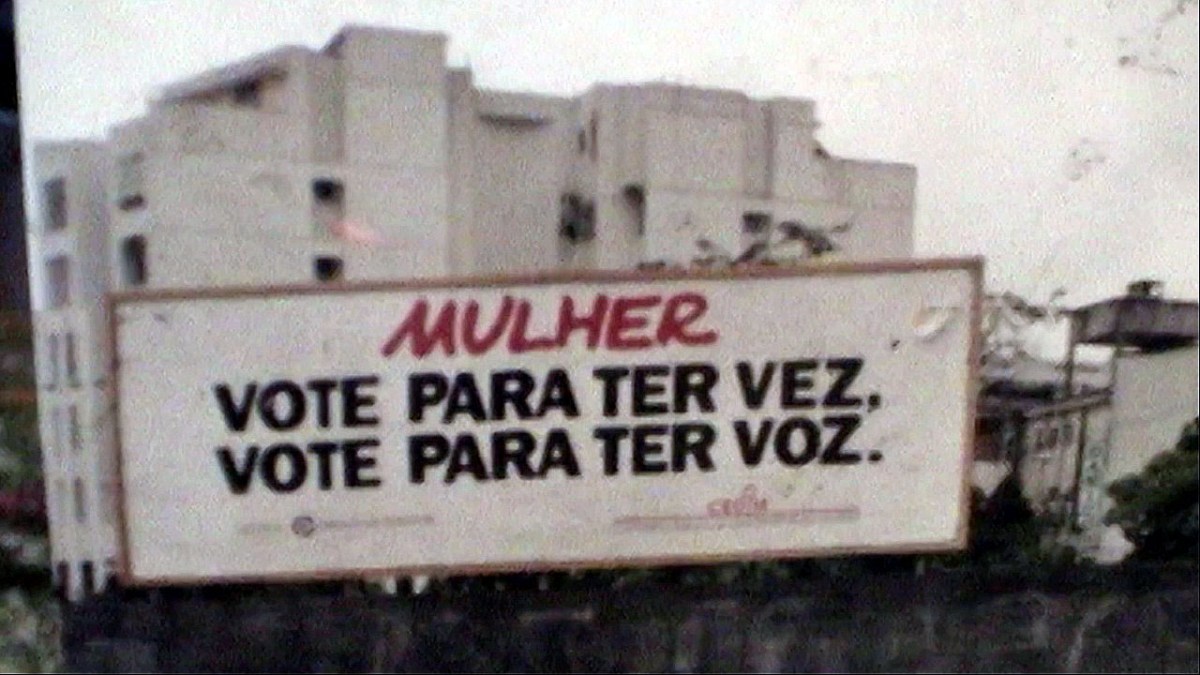 MULHER
VOTE PARA TER VEZ,
VOTE PARA TER VOZ.